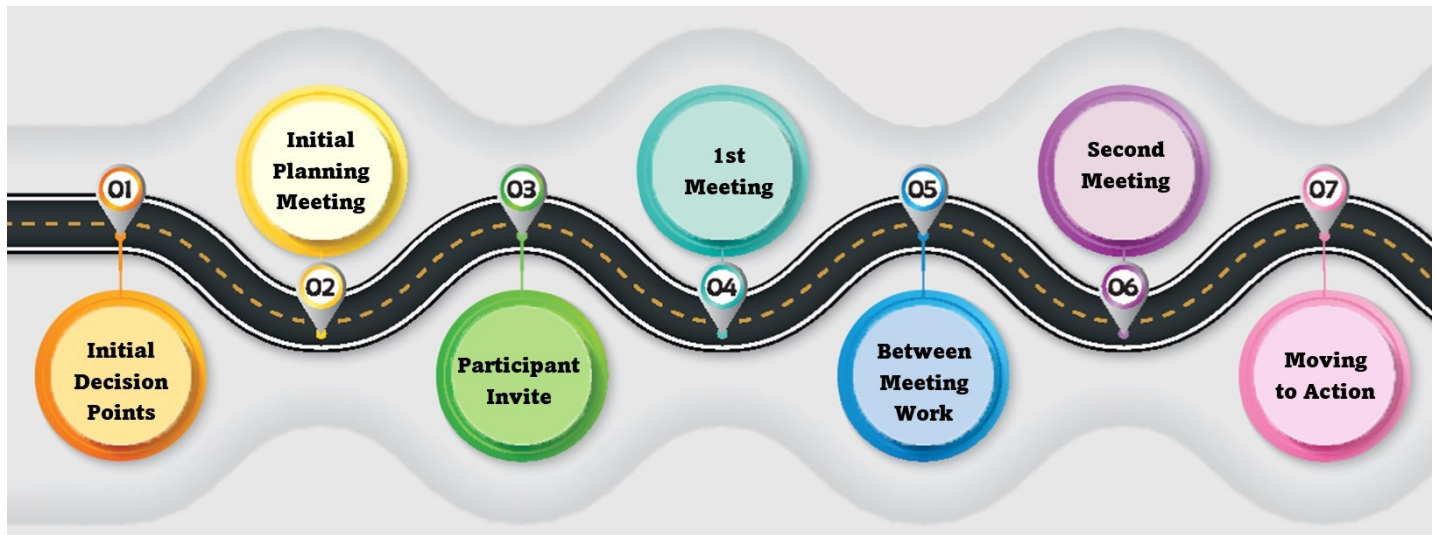 01
Initial
Decision
Points
Initial
Planning
Meeting
02
03
Participant
Invite
1st
Meeting
04
05
Between
Meeting
Work
Second
Meeting
06
07
Moving
to Action